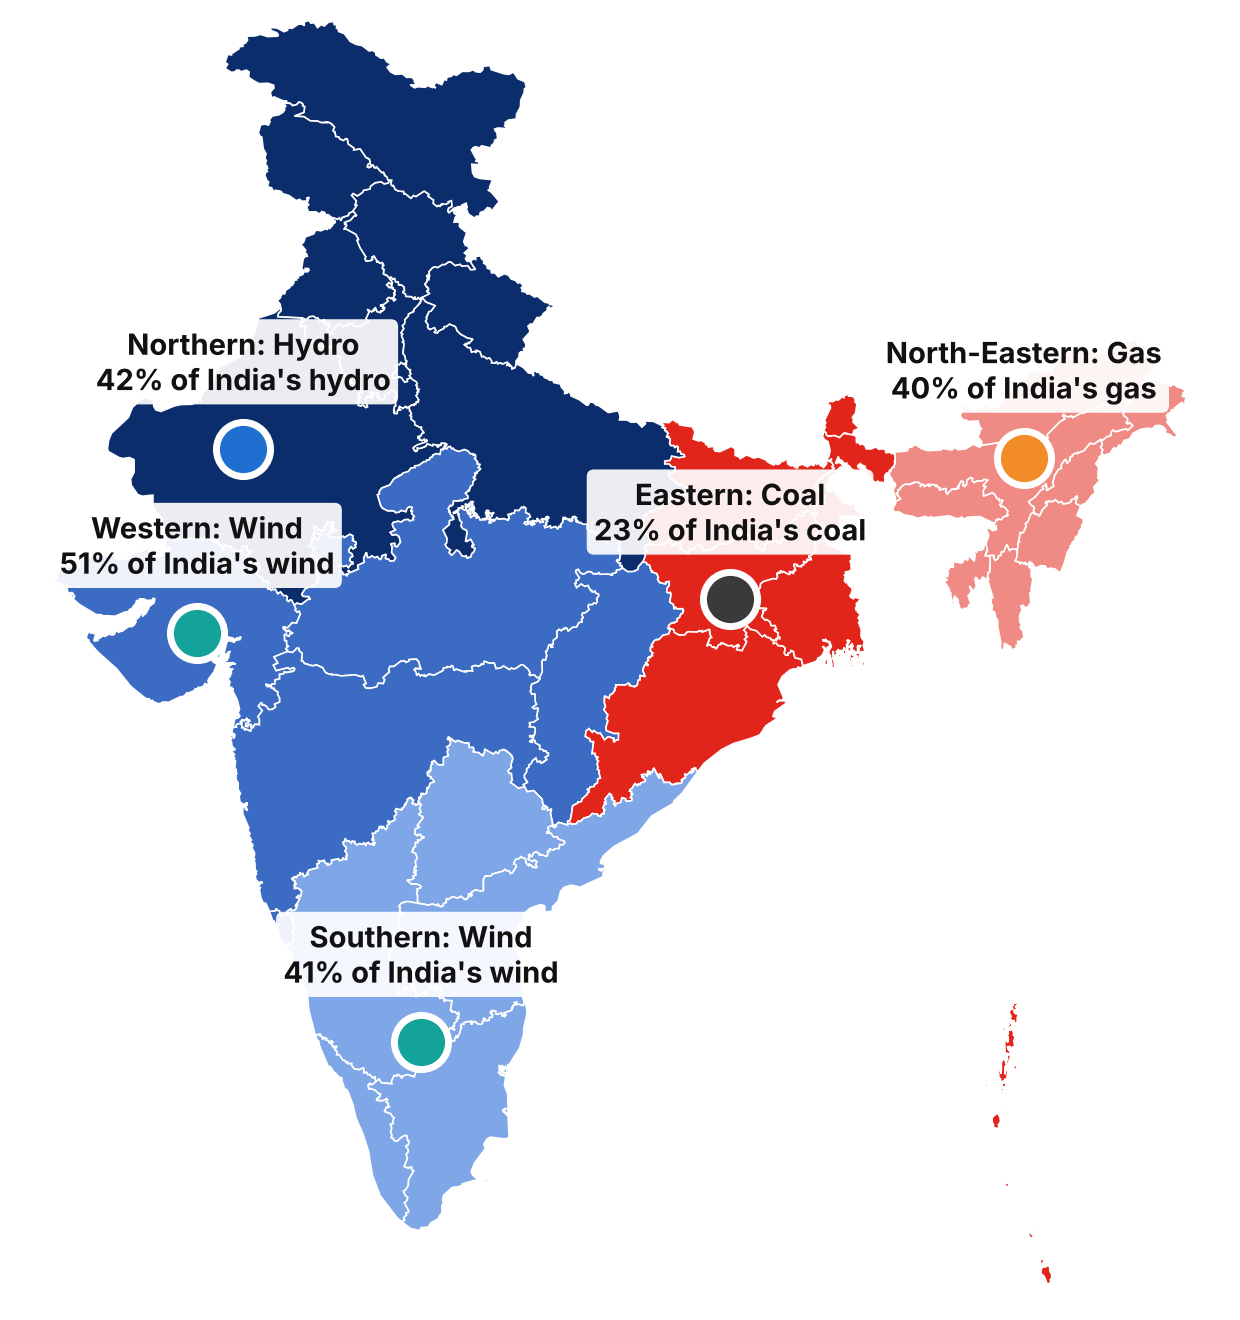 Northern: Hydro
42% of India's hydro
North-Eastern: Gas
40% of India's gas
Eastern: Coal
23% of India's coal
Western: Wind
51% of India's wind
Southern: Wind
41% of India's wind